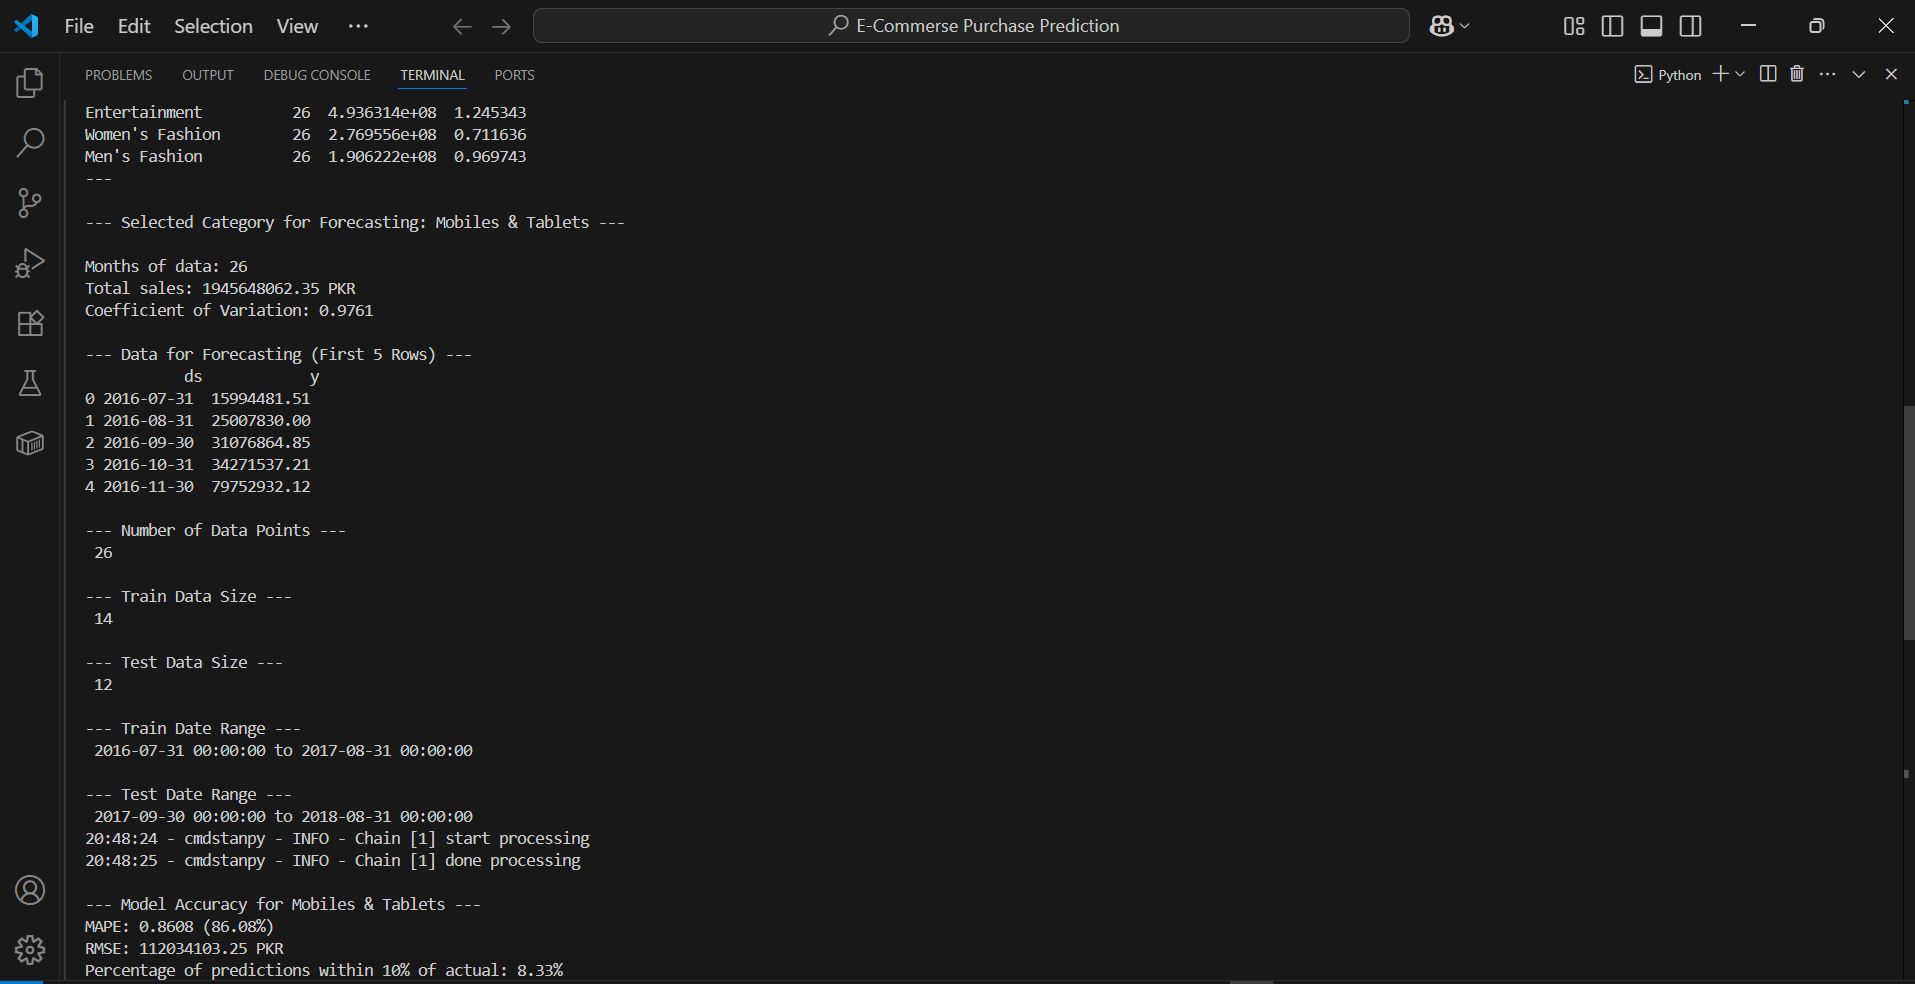 File Edit Selection View ··· E-Commerse Purchase Prediction
PROBLEMS OUTPUT DEBUG CONSOLE TERMINAL PORTS Python
Entertainment 26 4.936314e+08 1.245343
Women's Fashion 26 2.769556e+08 0.711636
Men's Fashion 26 1.906222e+08 0.969743
---
--- Selected Category for Forecasting: Mobiles & Tablets ---
Months of data: 26
Total sales: 1945648062.35 PKR
Coefficient of Variation: 0.9761
--- Data for Forecasting (First 5 Rows) ---
ds y
0 2016-07-31 15994481.51
1 2016-08-31 25007830.00
2 2016-09-30 31076864.85
3 2016-10-31 34271537.21
4 2016-11-30 79752932.12
--- Number of Data Points ---
26
--- Train Data Size ---
14
--- Test Data Size ---
12
--- Train Date Range ---
2016-07-31 00:00:00 to 2017-08-31 00:00:00
--- Test Date Range ---
2017-09-30 00:00:00 to 2018-08-31 00:00:00
20:48:24 - cmdstanpy - INFO - Chain [1] start processing
20:48:25 - cmdstanpy - INFO - Chain [1] done processing
--- Model Accuracy for Mobiles & Tablets ---
MAPE: 0.8608 (86.08%)
RMSE: 112034103.25 PKR
Percentage of predictions within 10% of actual: 8.33%